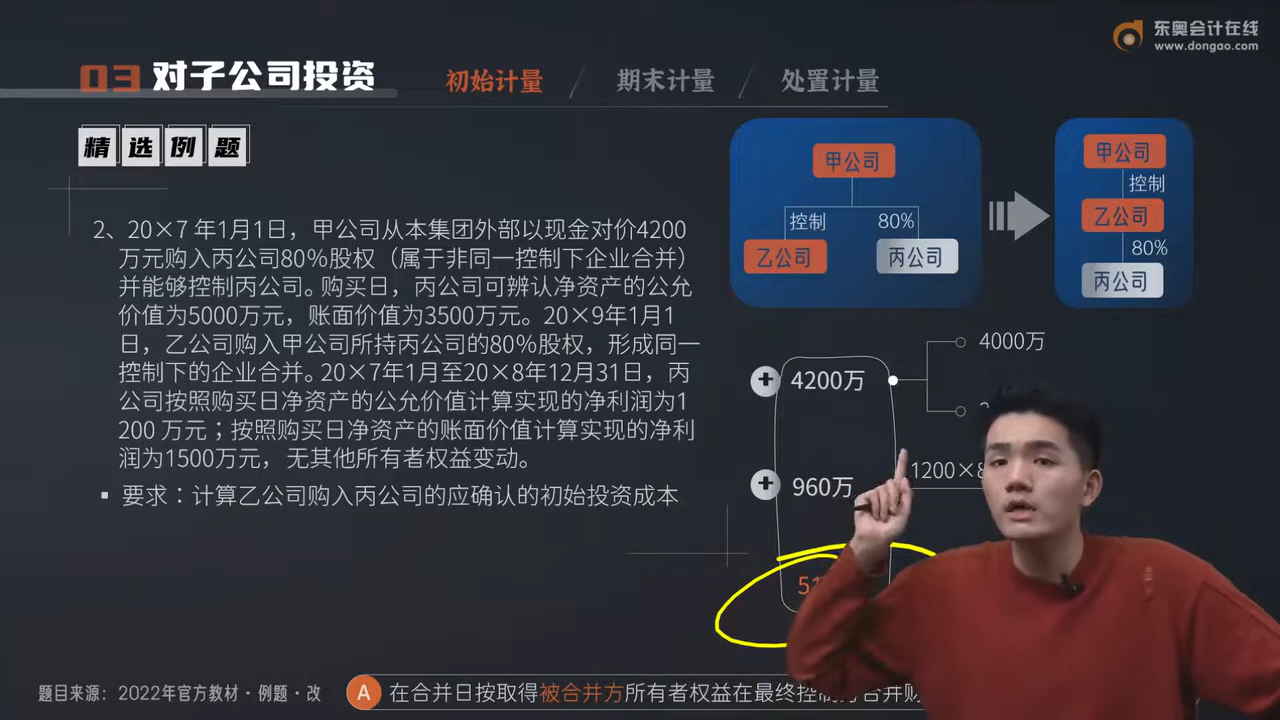 东奥会计在线
www.dongao.com
03 对子公司投资
初始计量 / 期末计量 / 处置计量
精选例题
甲公司
控制 80%
乙公司 丙公司
甲公司
控制
乙公司
80%
丙公司
2、20×7年1月1日，甲公司从本集团外部以现金对价4200
万元购入丙公司80%股权（属于非同一控制下企业合并）
并能够控制丙公司。购买日，丙公司可辨认净资产的公允
价值为5000万元，账面价值为3500万元。20×9年1月1
日，乙公司购入甲公司所持丙公司的80%股权，形成同一
控制下的企业合并。20×7年1月至20×8年12月31日，丙
公司按照购买日净资产的公允价值计算实现的净利润为1
200 万元；按照购买日净资产的账面价值计算实现的净利
润为1500万元，无其他所有者权益变动。
▪ 要求：计算乙公司购入丙公司的应确认的初始投资成本
4000万
+ 4200万
1200×8
+ 960万
51
题目来源：2022年官方教材·例题·改
A 在合并日按取得被合并方所有者权益在最终控制方合并财